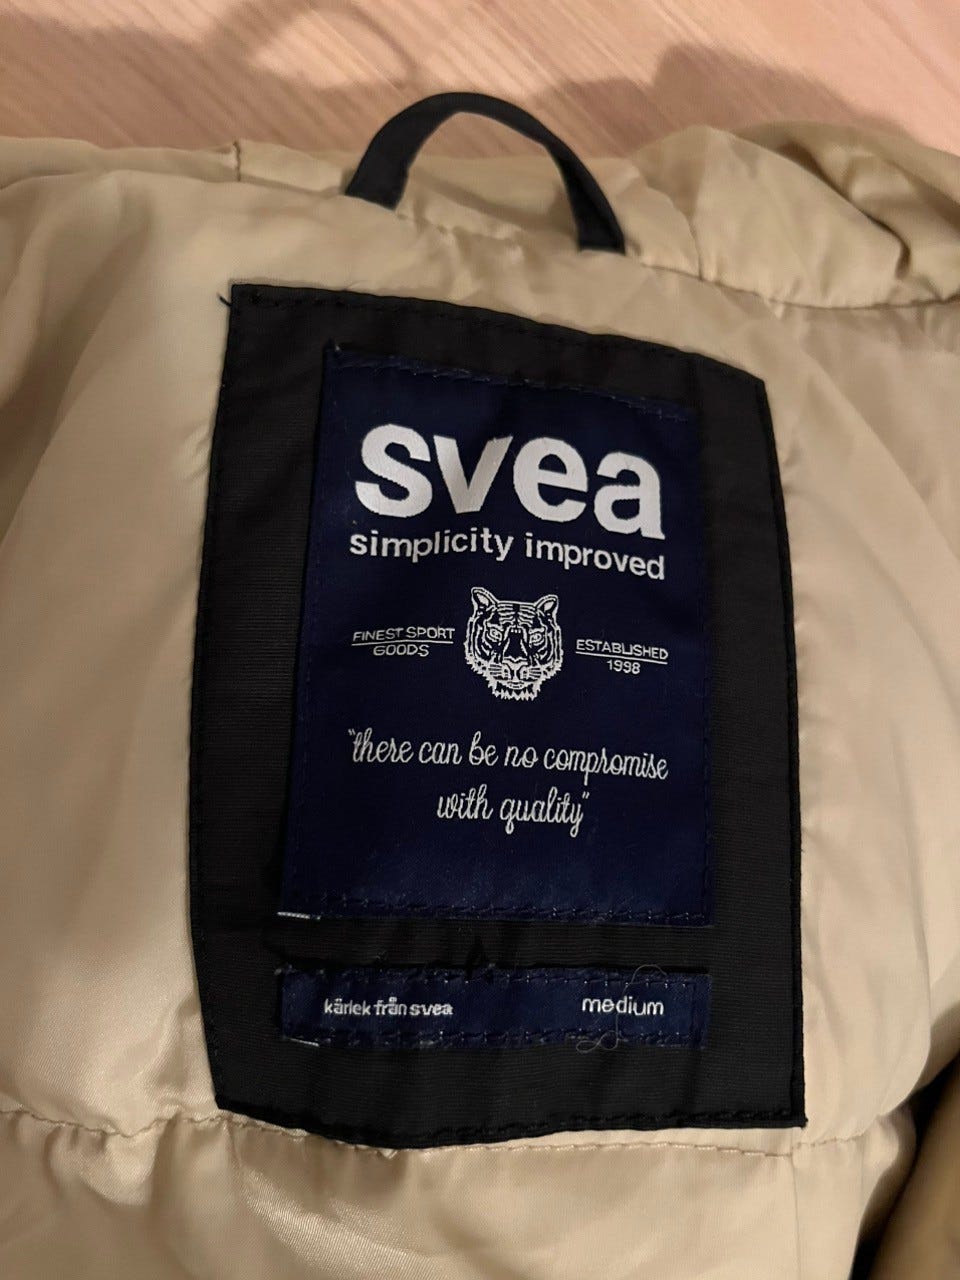 svea
simplicity improved
FINEST SPORT
GOODS
ESTABLISHED
1998
"there can be no compromise
with quality"
kärlek från svea
medium